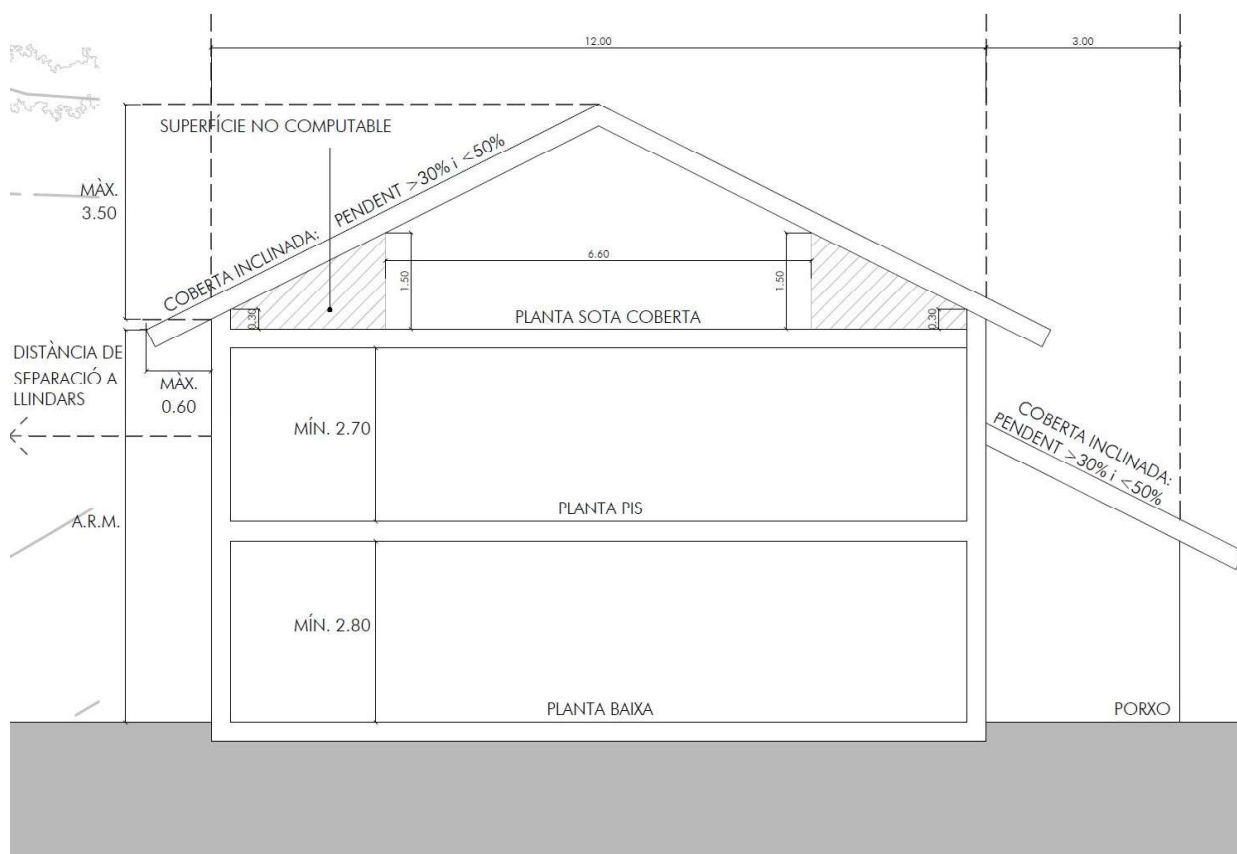 12.00
3.00
SUPERFÍCIE NO COMPUTABLE
COBERTA INCLINADA: PENDENT >30% i <50%
MÀX.
3.50
6.60
1.50
1.50
0.30
0.30
PLANTA SOTA COBERTA
DISTÀNCIA DE
SEPARACIÓ A
LLINDARS
MÀX.
0.60
COBERTA INCLINADA:
PENDENT >30% i <50%
MÍN. 2.70
PLANTA PIS
A.R.M.
MÍN. 2.80
PLANTA BAIXA
PORXO